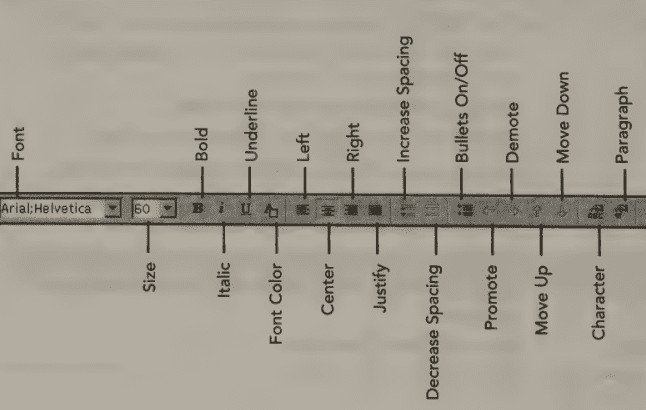 Font
Bold
Underline
Left
Right
Increase Spacing
Bullets On/Off
Demote
Move Down
Paragraph
Arial;Helvetica
60
B
i
U
Size
Italic
Font Color
Center
Justify
Decrease Spacing
Promote
Move Up
Character